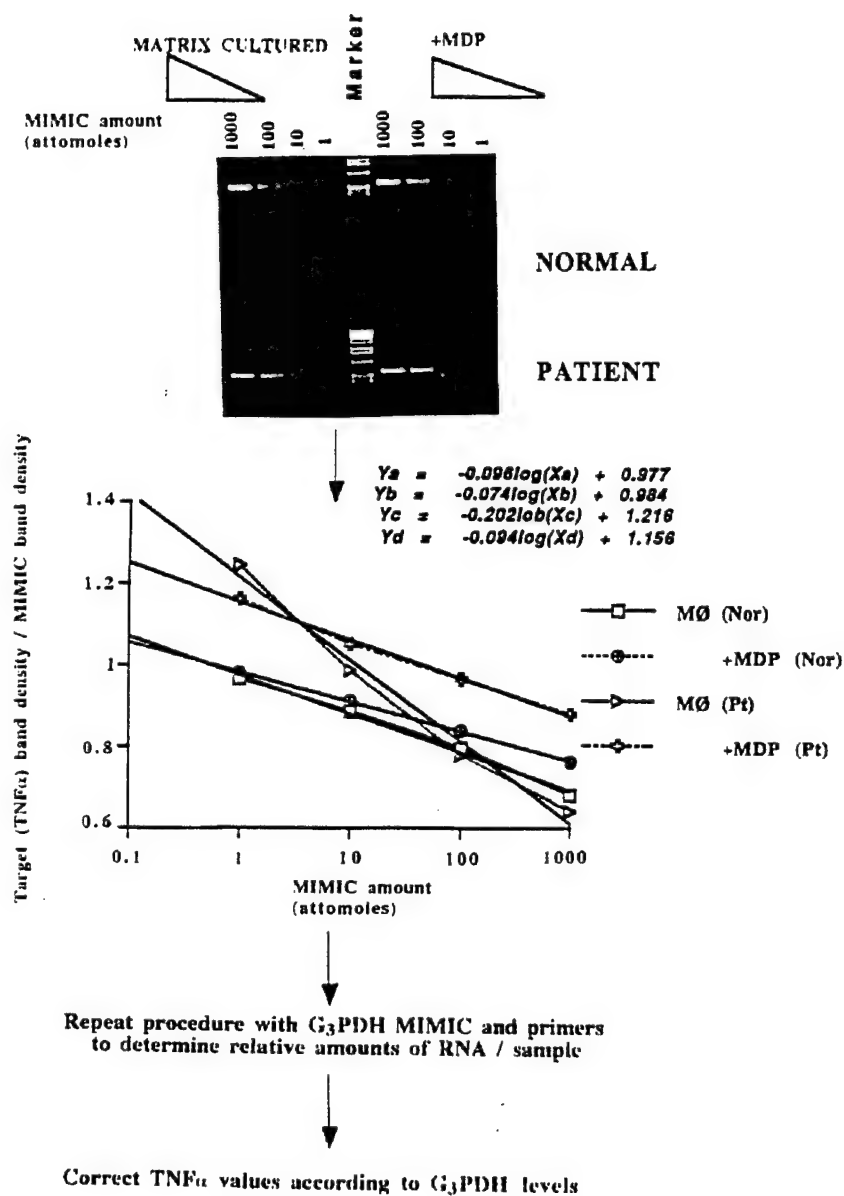 MATRIX CULTURED
Marker
+MDP
MIMIC amount
(attomoles)
1000 100 10 1 1000 100 10 1
NORMAL
PATIENT
Ya = -0.096log(Xa) + 0.977
Yb = -0.074log(Xb) + 0.984
Yc = -0.202lob(Xc) + 1.216
Yd = -0.094log(Xd) + 1.156
Target (TNFα) band density / MIMIC band density
1.4
1.2
1
0.8
0.6
0.1 1 10 100 1000
MIMIC amount
(attomoles)
MØ (Nor)
+MDP (Nor)
MØ (Pt)
+MDP (Pt)
Repeat procedure with G₃PDH MIMIC and primers
to determine relative amounts of RNA / sample
Correct TNFα values according to G₃PDH levels